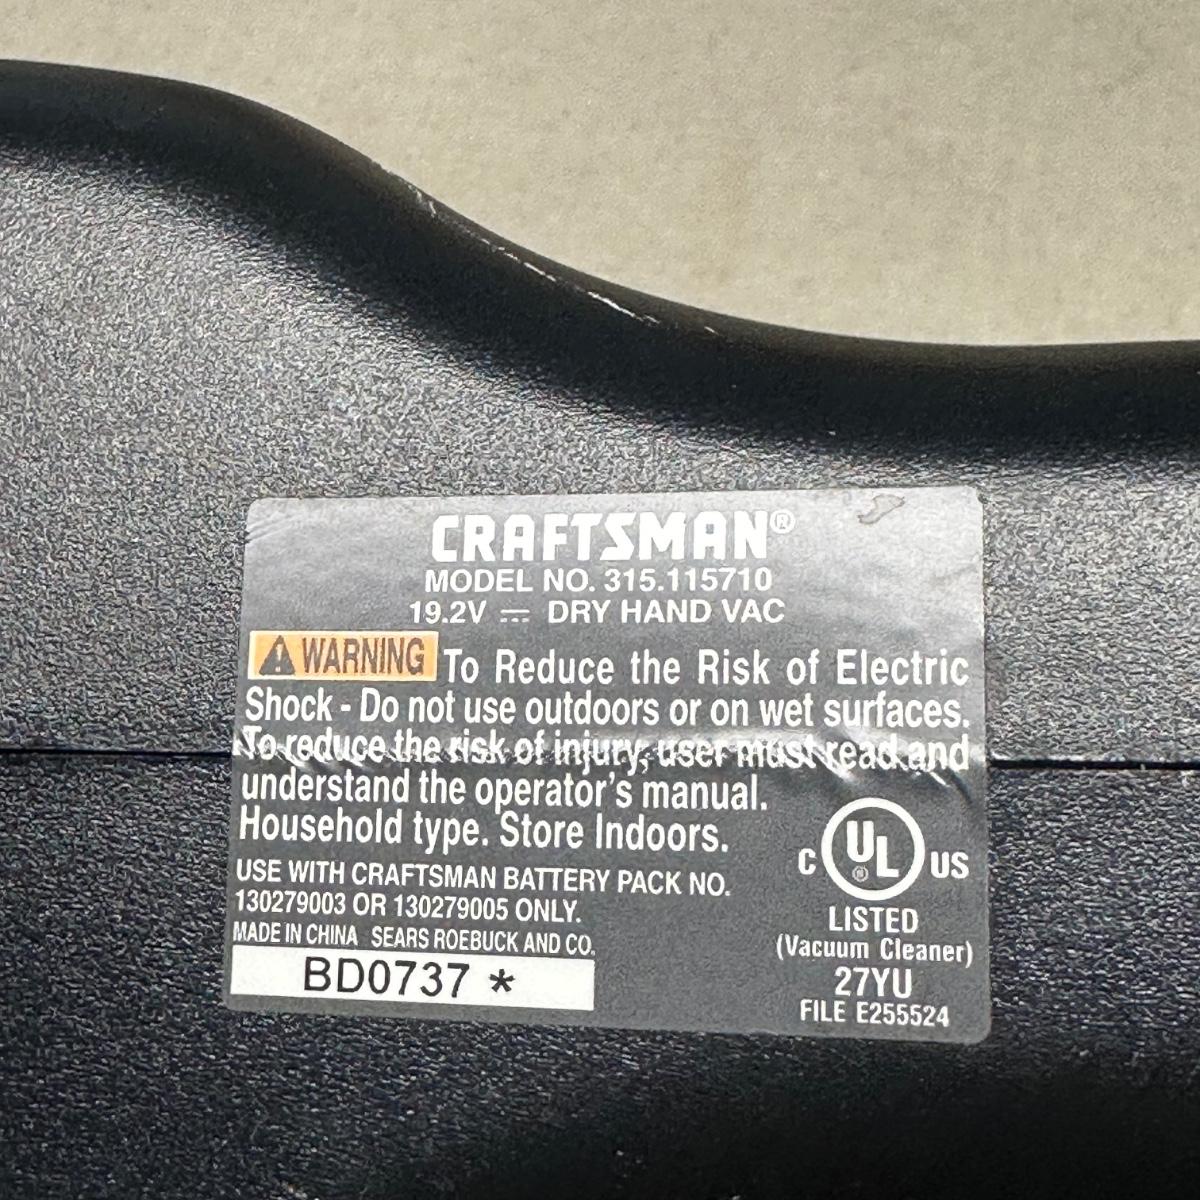 CRAFTSMAN®
MODEL NO. 315.115710
19.2V ⎓ DRY HAND VAC
⚠ WARNING To Reduce the Risk of Electric
Shock - Do not use outdoors or on wet surfaces.
To reduce the risk of injury, user must read and
understand the operator's manual.
Household type. Store Indoors.
USE WITH CRAFTSMAN BATTERY PACK NO.
130279003 OR 130279005 ONLY.
MADE IN CHINA SEARS ROEBUCK AND CO.
BD0737 *
C UL® US
LISTED
(Vacuum Cleaner)
27YU
FILE E255524